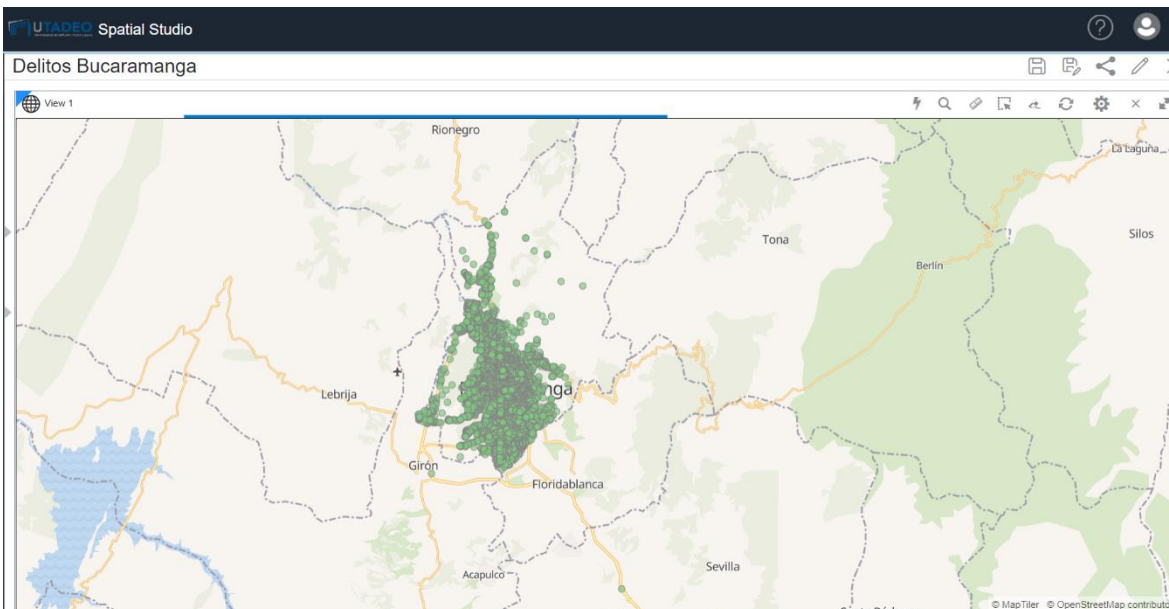 UTADEO Spatial Studio
Delitos Bucaramanga
View 1
Rionegro
La Laguna
Tona
Silos
Berlín
nga
Lebrija
Girón
Floridablanca
Sevilla
Acapulco
© MapTiler © OpenStreetMap contributo